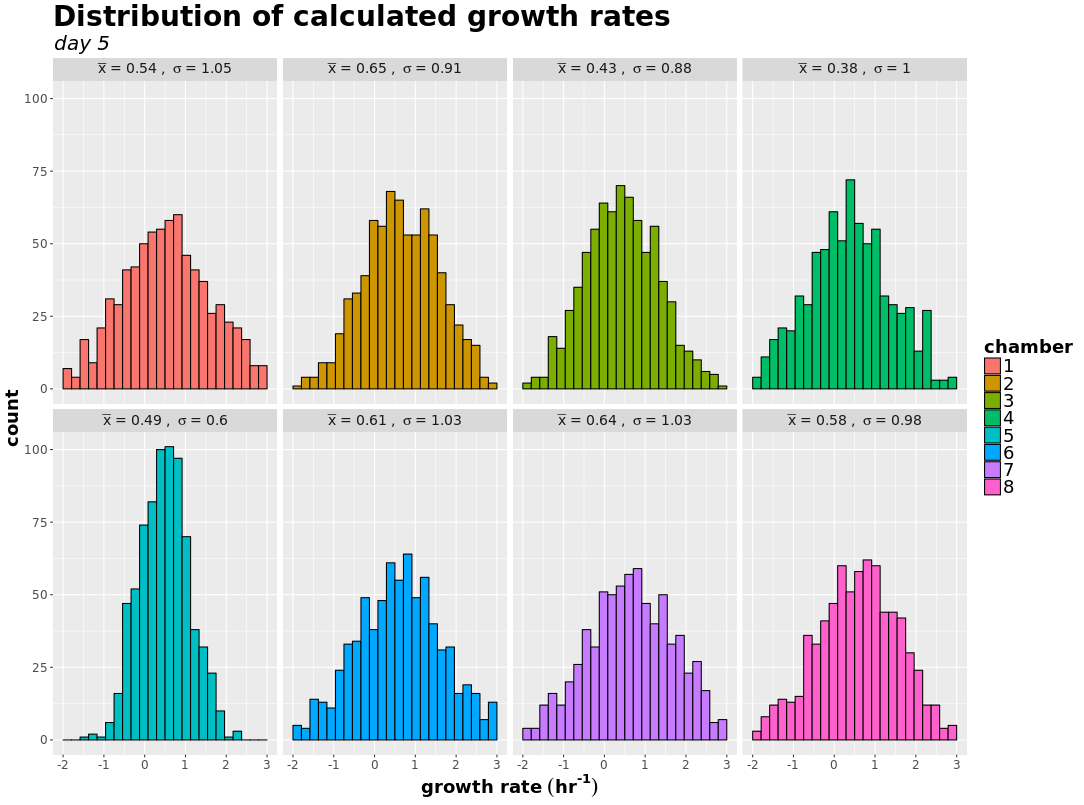 Distribution of calculated growth rates
day 5
x̅ = 0.54 , σ = 1.05
x̅ = 0.65 , σ = 0.91
x̅ = 0.43 , σ = 0.88
x̅ = 0.38 , σ = 1
100
75
50
25
0
count
x̅ = 0.49 , σ = 0.6
x̅ = 0.61 , σ = 1.03
x̅ = 0.64 , σ = 1.03
x̅ = 0.58 , σ = 0.98
100
75
50
25
0
-2 -1 0 1 2 3
-2 -1 0 1 2 3
-2 -1 0 1 2 3
-2 -1 0 1 2 3
growth rate (hr⁻¹)
chamber
1
2
3
4
5
6
7
8